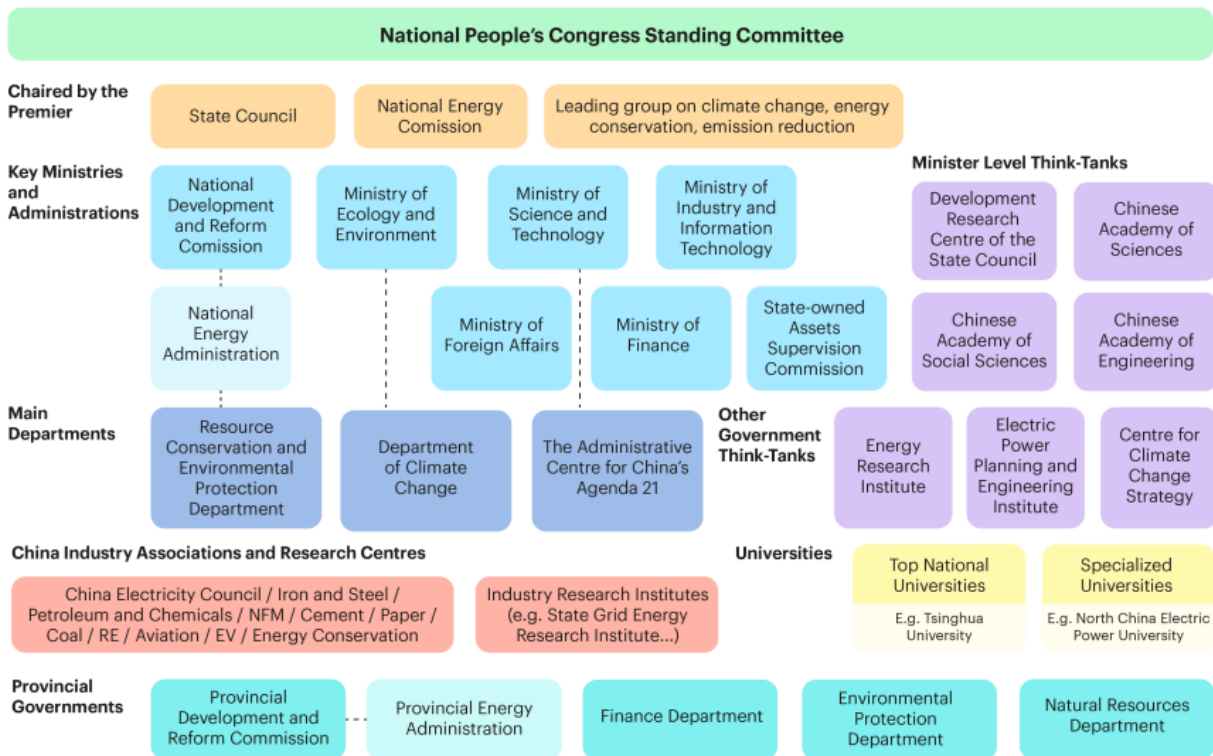 National People's Congress Standing Committee
Chaired by the
Premier
State Council
National Energy
Comission
Leading group on climate change, energy
conservation, emission reduction
Key Ministries
and
Administrations
National
Development
and Reform
Comission
Ministry of
Ecology and
Environment
Ministry of
Science and
Technology
Ministry of
Industry and
Information
Technology
Minister Level Think-Tanks
Development
Research
Centre of the
State Council
Chinese
Academy of
Sciences
National
Energy
Administration
Ministry of
Foreign Affairs
Ministry of
Finance
State-owned
Assets
Supervision
Commission
Chinese
Academy of
Social Sciences
Chinese
Academy of
Engineering
Main
Departments
Resource
Conservation and
Environmental
Protection
Department
Department
of Climate
Change
The Administrative
Centre for China's
Agenda 21
Other
Government
Think-Tanks
Energy
Research
Institute
Electric
Power
Planning and
Engineering
Institute
Centre for
Climate
Change
Strategy
China Industry Associations and Research Centres
China Electricity Council / Iron and Steel /
Petroleum and Chemicals / NFM / Cement / Paper /
Coal / RE / Aviation / EV / Energy Conservation
Industry Research Institutes
(e.g. State Grid Energy
Research Institute...)
Universities
Top National
Universities
E.g. Tsinghua
University
Specialized
Universities
E.g. North China Electric
Power University
Provincial
Governments
Provincial
Development and
Reform Commission
Provincial Energy
Administration
Finance Department
Environmental
Protection
Department
Natural Resources
Department